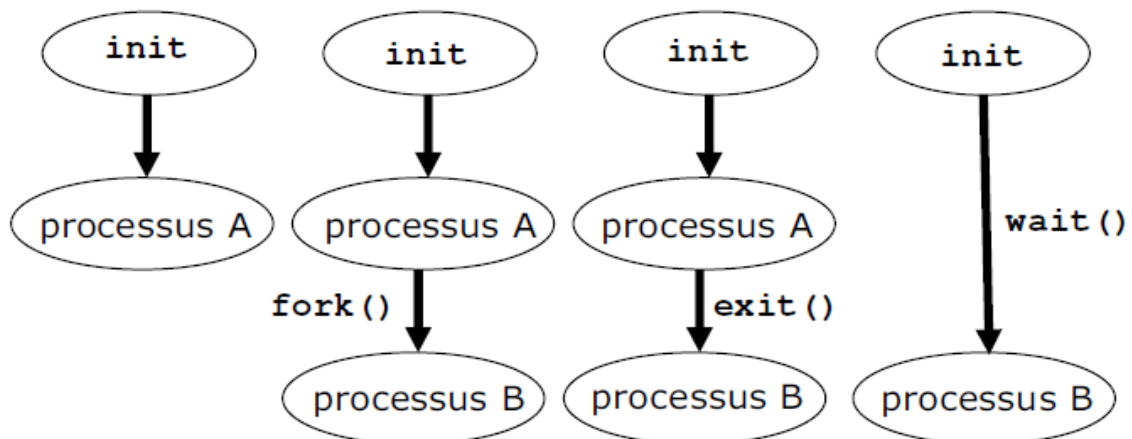 init
init
init
init
processus A
processus A
processus A
wait()
fork()
exit()
processus B
processus B
processus B